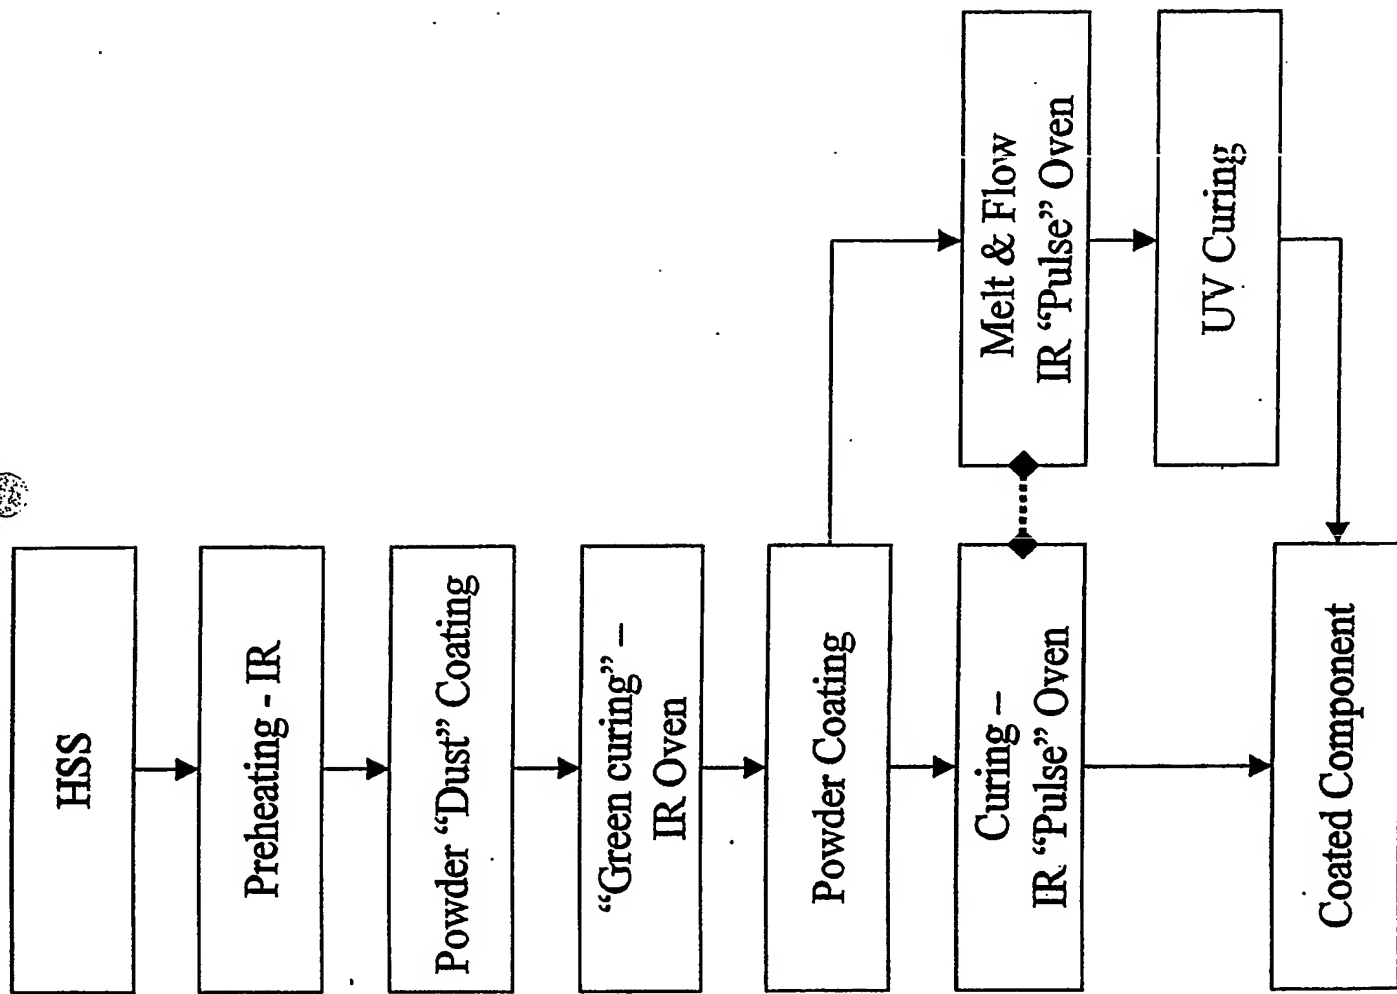 HSS
Preheating - IR
Powder “Dust” Coating
“Green curing” –
IR Oven
Powder Coating
Curing –
IR “Pulse” Oven
Melt & Flow
IR “Pulse” Oven
UV Curing
Coated Component